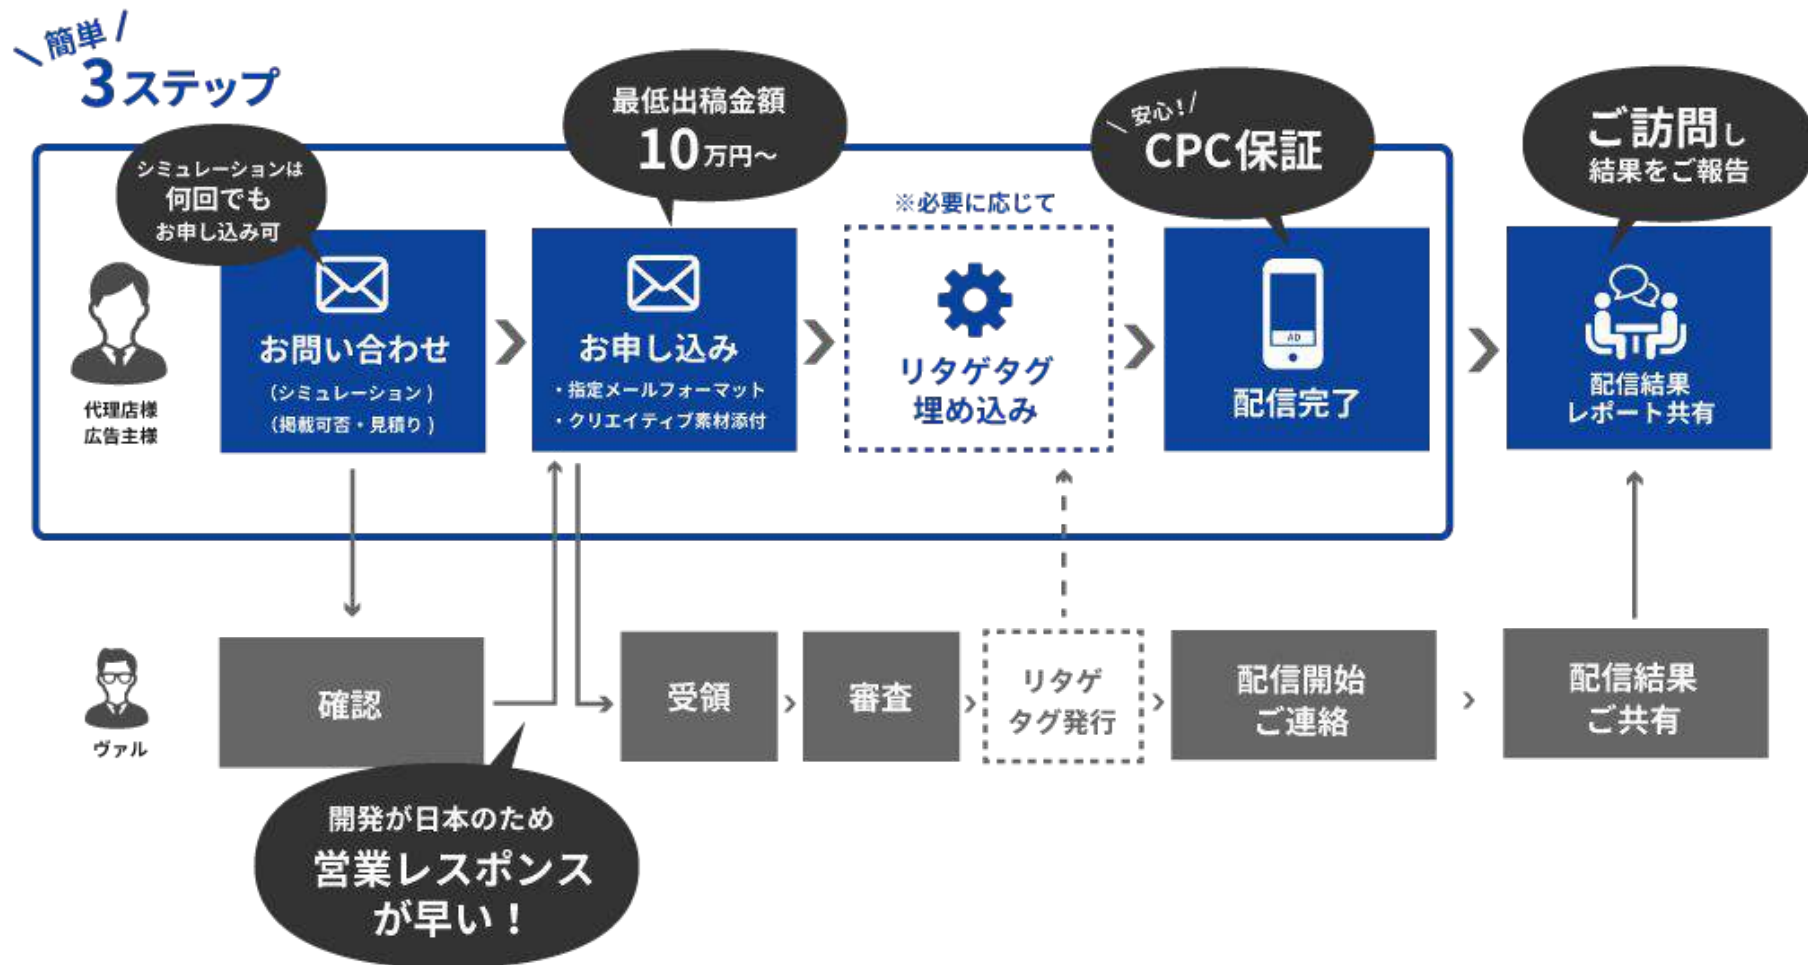 \ 簡単 /
3ステップ
シミュレーションは
何回でも
お申し込み可
最低出稿金額
10万円〜
\ 安心! /
CPC保証
ご訪問し
結果をご報告
※必要に応じて
代理店様
広告主様
お問い合わせ
(シミュレーション)
(掲載可否・見積り)
お申し込み
・指定メールフォーマット
・クリエイティブ素材添付
リタゲタグ
埋め込み
AD
配信完了
配信結果
レポート共有
ヴァル
確認
受領
審査
リタゲ
タグ発行
配信開始
ご連絡
配信結果
ご共有
開発が日本のため
営業レスポンス
が早い！